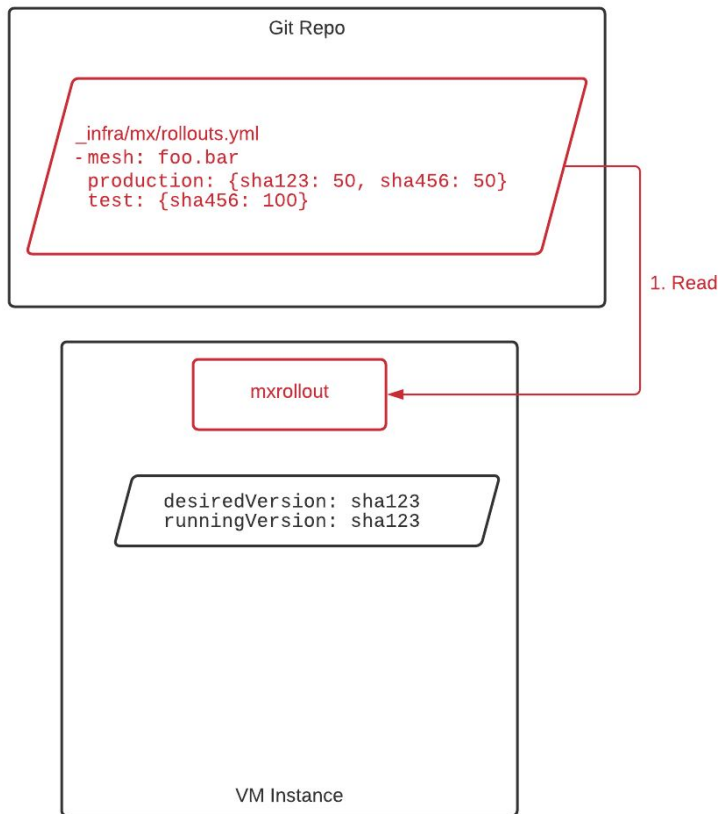 Git Repo
_infra/mx/rollouts.yml
- mesh: foo.bar
production: {sha123: 50, sha456: 50}
test: {sha456: 100}
1. Read
mxrollout
desiredVersion: sha123
runningVersion: sha123
VM Instance